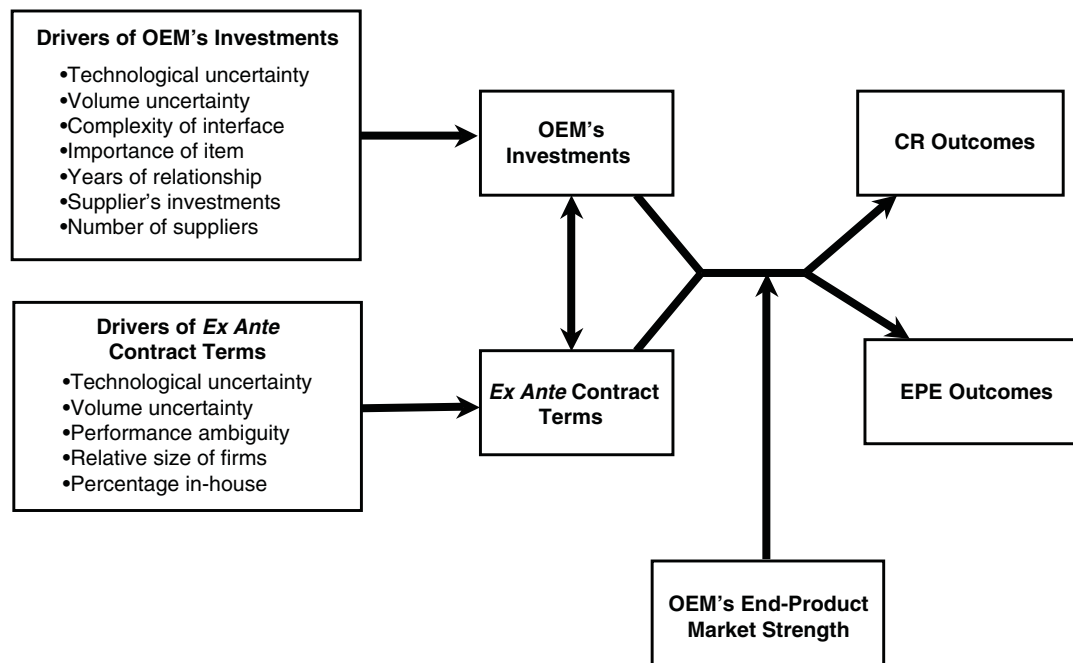 Drivers of OEM’s Investments
•Technological uncertainty
•Volume uncertainty
•Complexity of interface
•Importance of item
•Years of relationship
•Supplier’s investments
•Number of suppliers
OEM’s
Investments
CR Outcomes
Drivers of Ex Ante
Contract Terms
•Technological uncertainty
•Volume uncertainty
•Performance ambiguity
•Relative size of firms
•Percentage in-house
Ex Ante Contract
Terms
EPE Outcomes
OEM’s End-Product
Market Strength